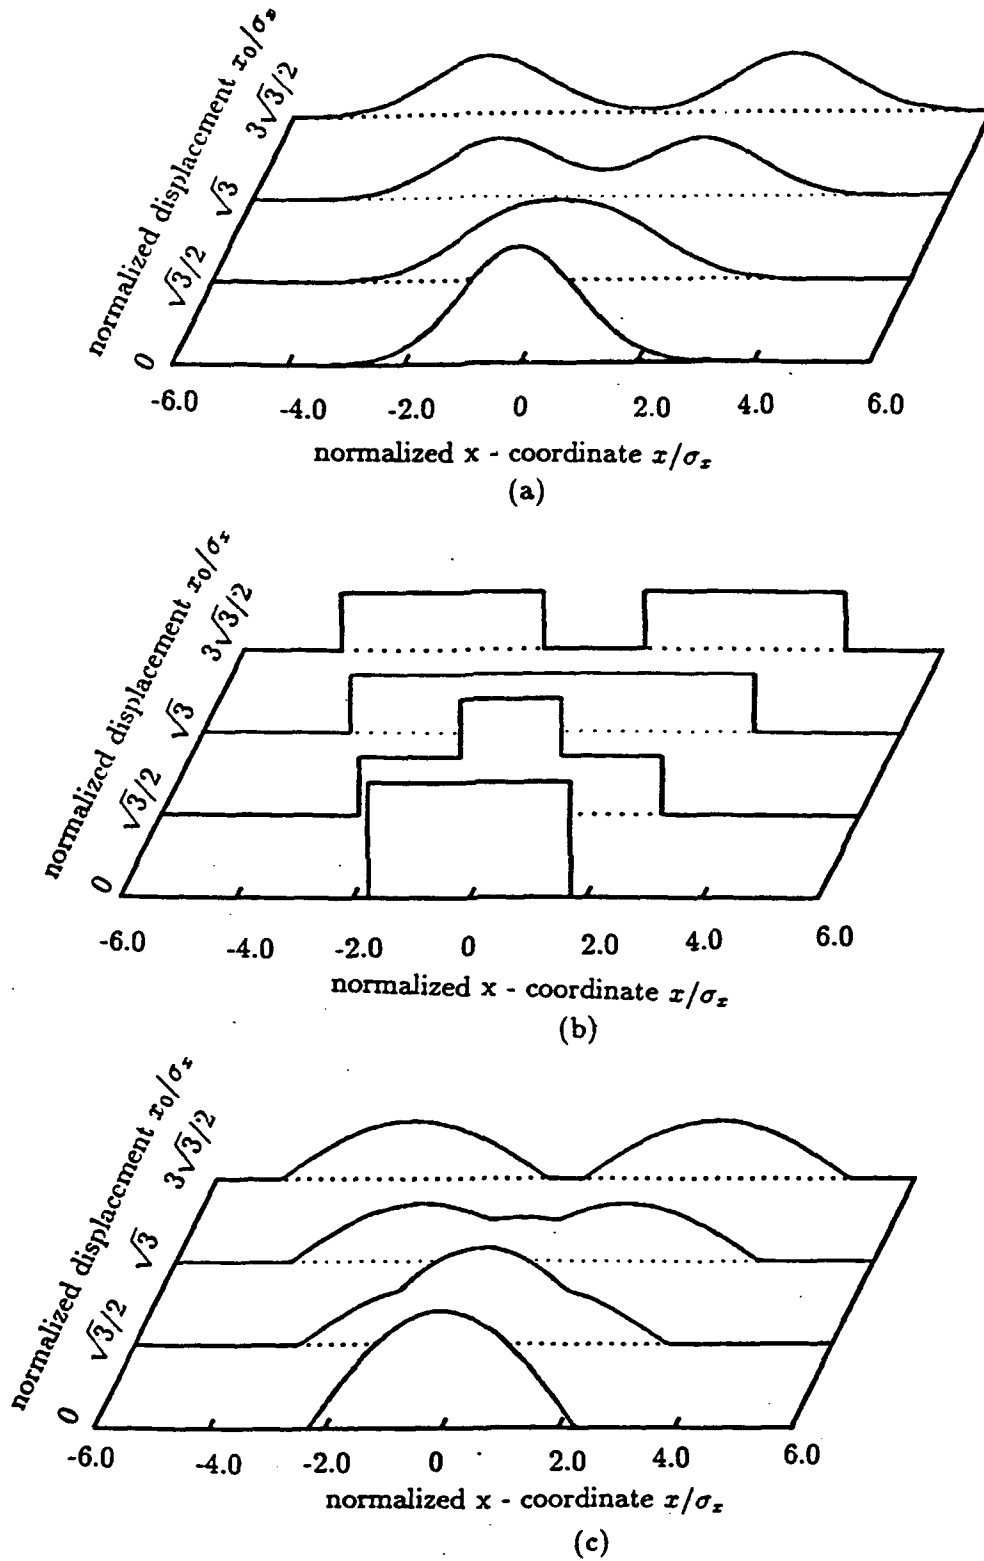 normalized displaccment x₀/σₓ
3√3/2
√3
√3/2
0
-6.0 -4.0 -2.0 0 2.0 4.0 6.0
normalized x - coordinate x/σₓ
(a)
normalizcd displacement x₀/σₓ
3√3/2
√3
√3/2
0
-6.0 -4.0 -2.0 0 2.0 4.0 6.0
normalized x - coordinate x/σₓ
(b)
normalized displaccment x₀/σₓ
3√3/2
√3
√3/2
0
-6.0 -4.0 -2.0 0 2.0 4.0 6.0
normalized x - coordinate x/σₓ
(c)